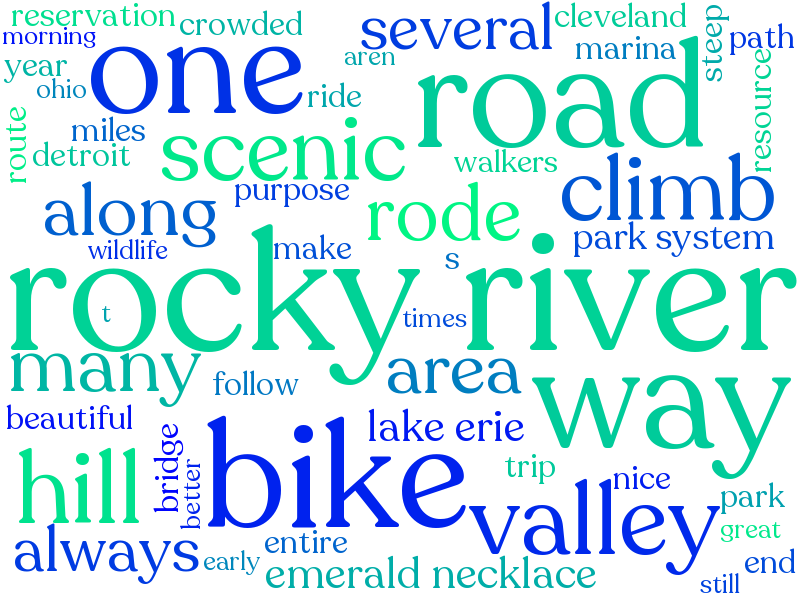 reservation
crowded
several
cleveland
steep
morning
one
aren
marina
path
year
road
ohio
ride
resource
route
miles
scenic
detroit
walkers
climb
purpose
along
rode
park system
wildlife
make
s
rocky river
t
times
many
area
way
follow
beautiful
lake erie
hill
bridge
bike
trip
nice
better
valley
park
always
entire
great
early
emerald necklace
end
still